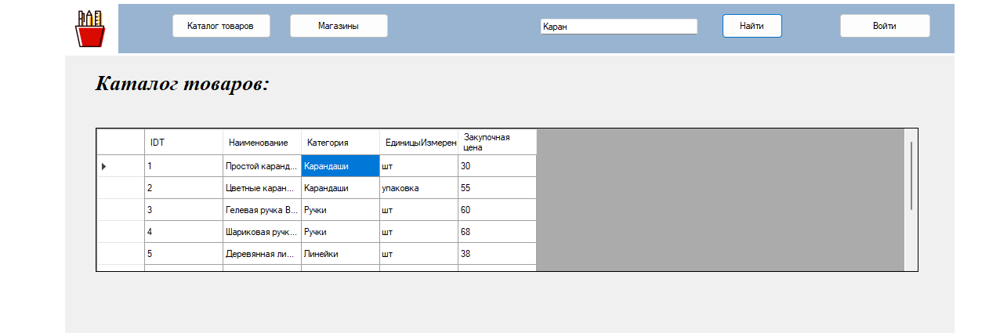 Каталог товаров Магазины Каран Найти Войти
Каталог товаров:
IDT Наименование Категория ЕдиницыИзмерен Закупочная цена
1 Простой каранд... Карандаши шт 30
2 Цветные каран... Карандаши упаковка 55
3 Гелевая ручка В... Ручки шт 60
4 Шариковая ручк... Ручки шт 68
5 Деревянная ли... Линейки шт 38